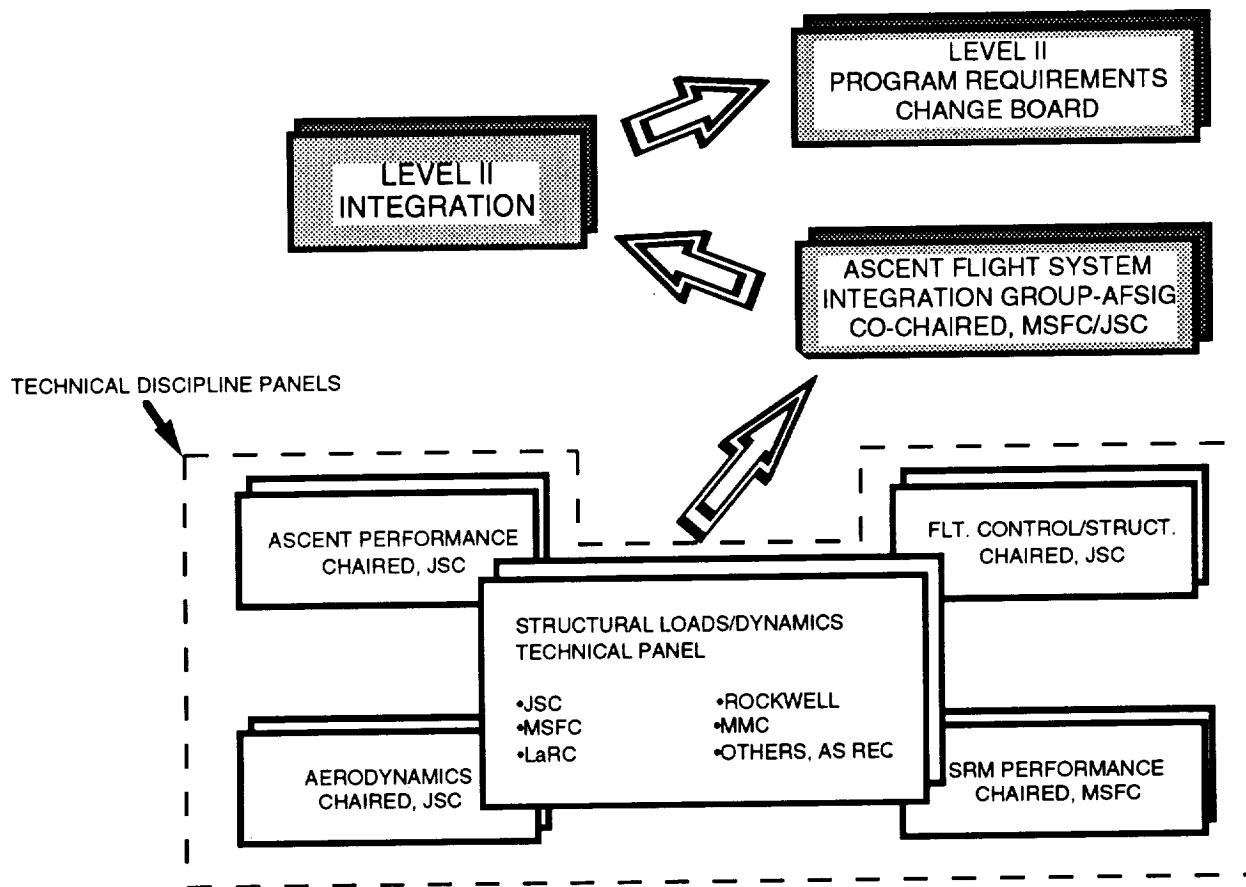 LEVEL II
PROGRAM REQUIREMENTS
CHANGE BOARD
LEVEL II
INTEGRATION
ASCENT FLIGHT SYSTEM
INTEGRATION GROUP-AFSIG
CO-CHAIRED, MSFC/JSC
TECHNICAL DISCIPLINE PANELS
ASCENT PERFORMANCE
CHAIRED, JSC
FLT. CONTROL/STRUCT.
CHAIRED, JSC
STRUCTURAL LOADS/DYNAMICS
TECHNICAL PANEL
•JSC
•MSFC
•LaRC
•ROCKWELL
•MMC
•OTHERS, AS REC
AERODYNAMICS
CHAIRED, JSC
SRM PERFORMANCE
CHAIRED, MSFC